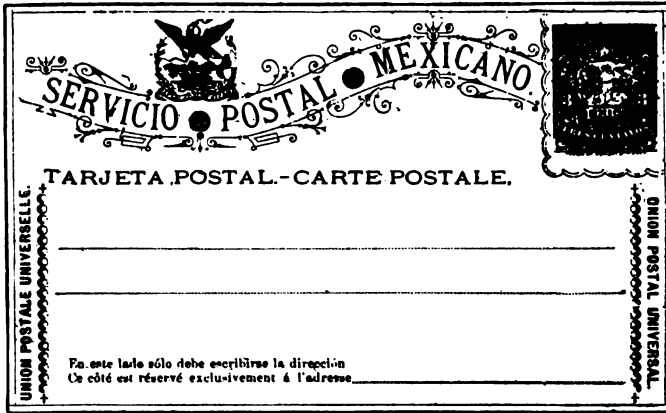 SERVICIO POSTAL MEXICANO.
TARJETA POSTAL.-CARTE POSTALE.
UNION POSTALE UNIVERSELLE.
UNION POSTAL UNIVERSAL.
En este lado sólo debe escribirse la dirección
Ce côté est réservé exclusivement á l'adresse